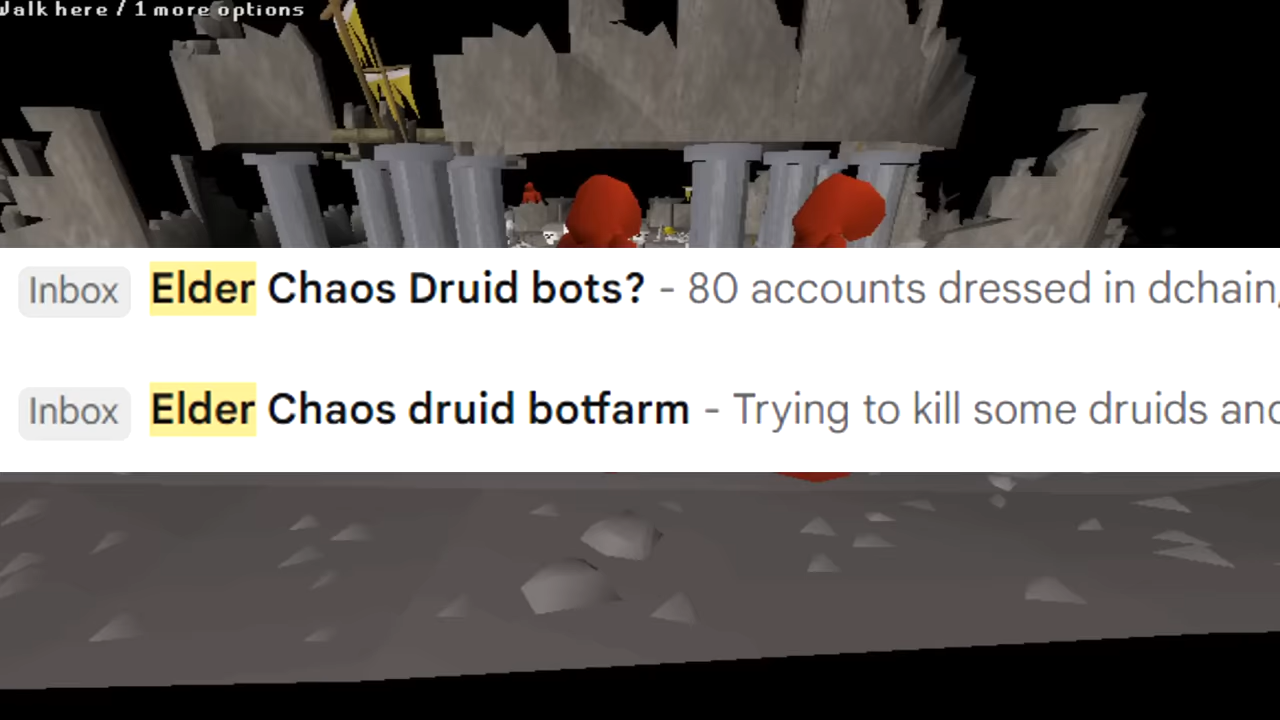 Walk here / 1 more options
Inbox Elder Chaos Druid bots? - 80 accounts dressed in dchain,
Inbox Elder Chaos druid botfarm - Trying to kill some druids and